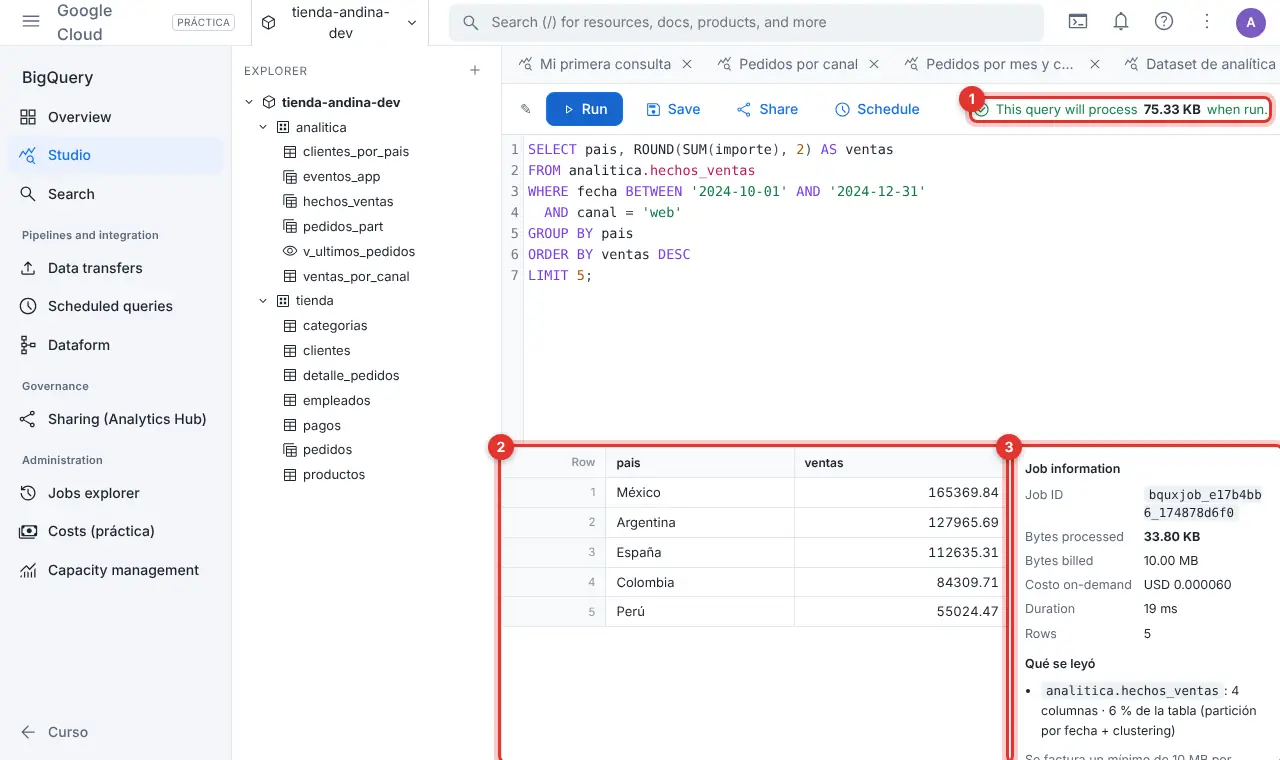 Google Cloud
PRÁCTICA
tienda-andina-dev
Search (/) for resources, docs, products, and more
A
BigQuery
Overview
Studio
Search
Pipelines and integration
Data transfers
Scheduled queries
Dataform
Governance
Sharing (Analytics Hub)
Administration
Jobs explorer
Costs (práctica)
Capacity management
Curso
EXPLORER
tienda-andina-dev
analitica
clientes_por_pais
eventos_app
hechos_ventas
pedidos_part
v_ultimos_pedidos
ventas_por_canal
tienda
categorias
clientes
detalle_pedidos
empleados
pagos
pedidos
productos
Mi primera consulta
Pedidos por canal
Pedidos por mes y c...
Dataset de analítica
Run
Save
Share
Schedule
1
This query will process 75.33 KB when run.
1 SELECT pais, ROUND(SUM(importe), 2) AS ventas
2 FROM analitica.hechos_ventas
3 WHERE fecha BETWEEN '2024-10-01' AND '2024-12-31'
4 AND canal = 'web'
5 GROUP BY pais
6 ORDER BY ventas DESC
7 LIMIT 5;
2
Row pais ventas
1 México 165369.84
2 Argentina 127965.69
3 España 112635.31
4 Colombia 84309.71
5 Perú 55024.47
3
Job information
Job ID bquxjob_e17b4bb
6_174878d6f0
Bytes processed 33.80 KB
Bytes billed 10.00 MB
Costo on-demand USD 0.000060
Duration 19 ms
Rows 5
Qué se leyó
• analitica.hechos_ventas : 4
columnas · 6 % de la tabla (partición
por fecha + clustering)
Se factura un mínimo de 10 MB por